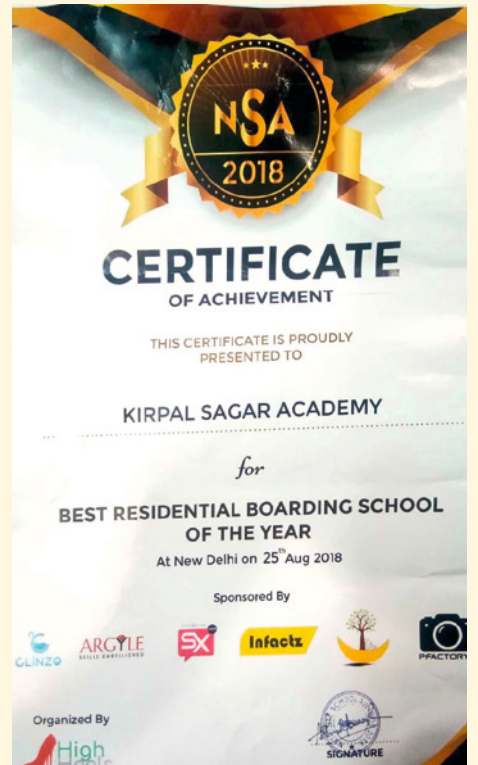 NSA
2018
CERTIFICATE
OF ACHIEVEMENT
THIS CERTIFICATE IS PROUDLY
PRESENTED TO
KIRPAL SAGAR ACADEMY
for
BEST RESIDENTIAL BOARDING SCHOOL
OF THE YEAR
At New Delhi on 25th Aug 2018
Sponsored By
GLINZO
ARGYLE
SKILLS EMBELLISHED
SX
Infactz
PFACTORY
Organized By
High
SIGNATURE